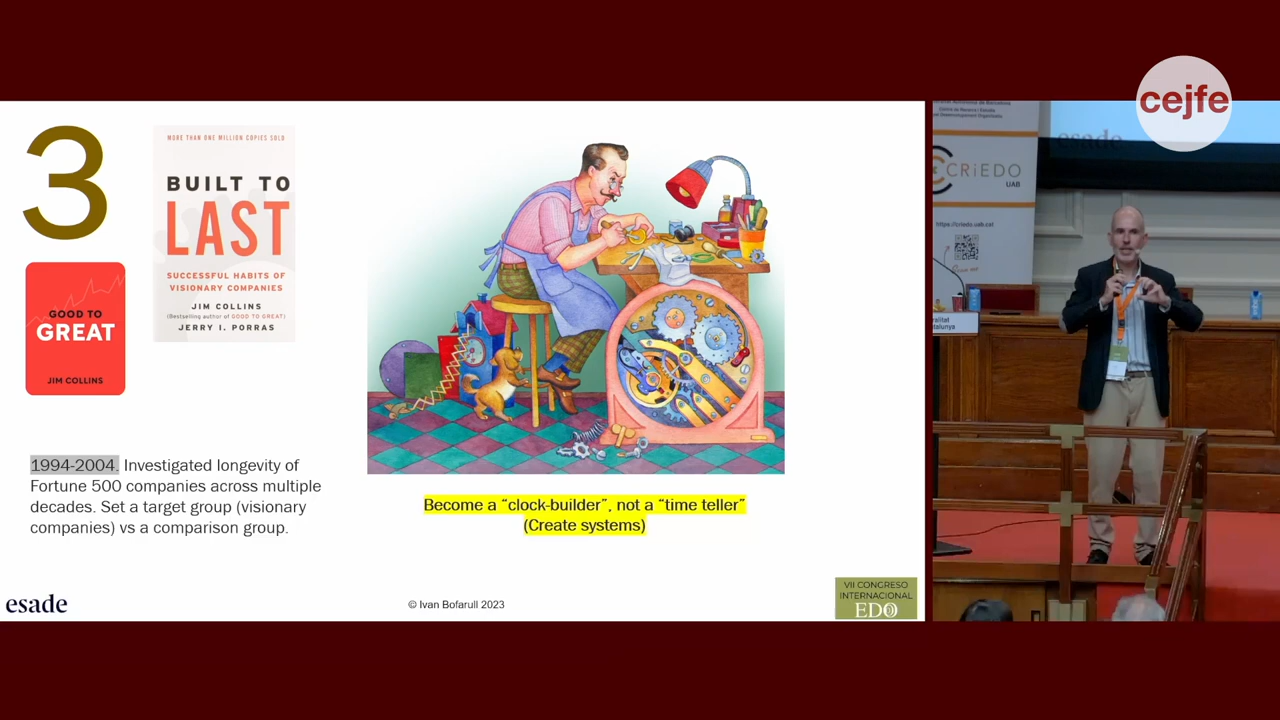 3
MORE THAN ONE MILLION COPIES SOLD
BUILT TO
LAST
SUCCESSFUL HABITS OF
VISIONARY COMPANIES
JIM COLLINS
(Bestselling author of GOOD TO GREAT)
JERRY I. PORRAS
GOOD TO
GREAT
JIM COLLINS
1994-2004. Investigated longevity of
Fortune 500 companies across multiple
decades. Set a target group (visionary
companies) vs a comparison group.
Become a “clock-builder”, not a “time teller”
(Create systems)
esade
© Ivan Bofarull 2023
VII CONGRESO
INTERNACIONAL
EDO
cejfe
esade
CRiEDO
UAB
https://criedo.uab.cat